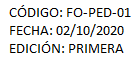 CÓDIGO: FO-PED-01
FECHA: 02/10/2020
EDICIÓN: PRIMERA